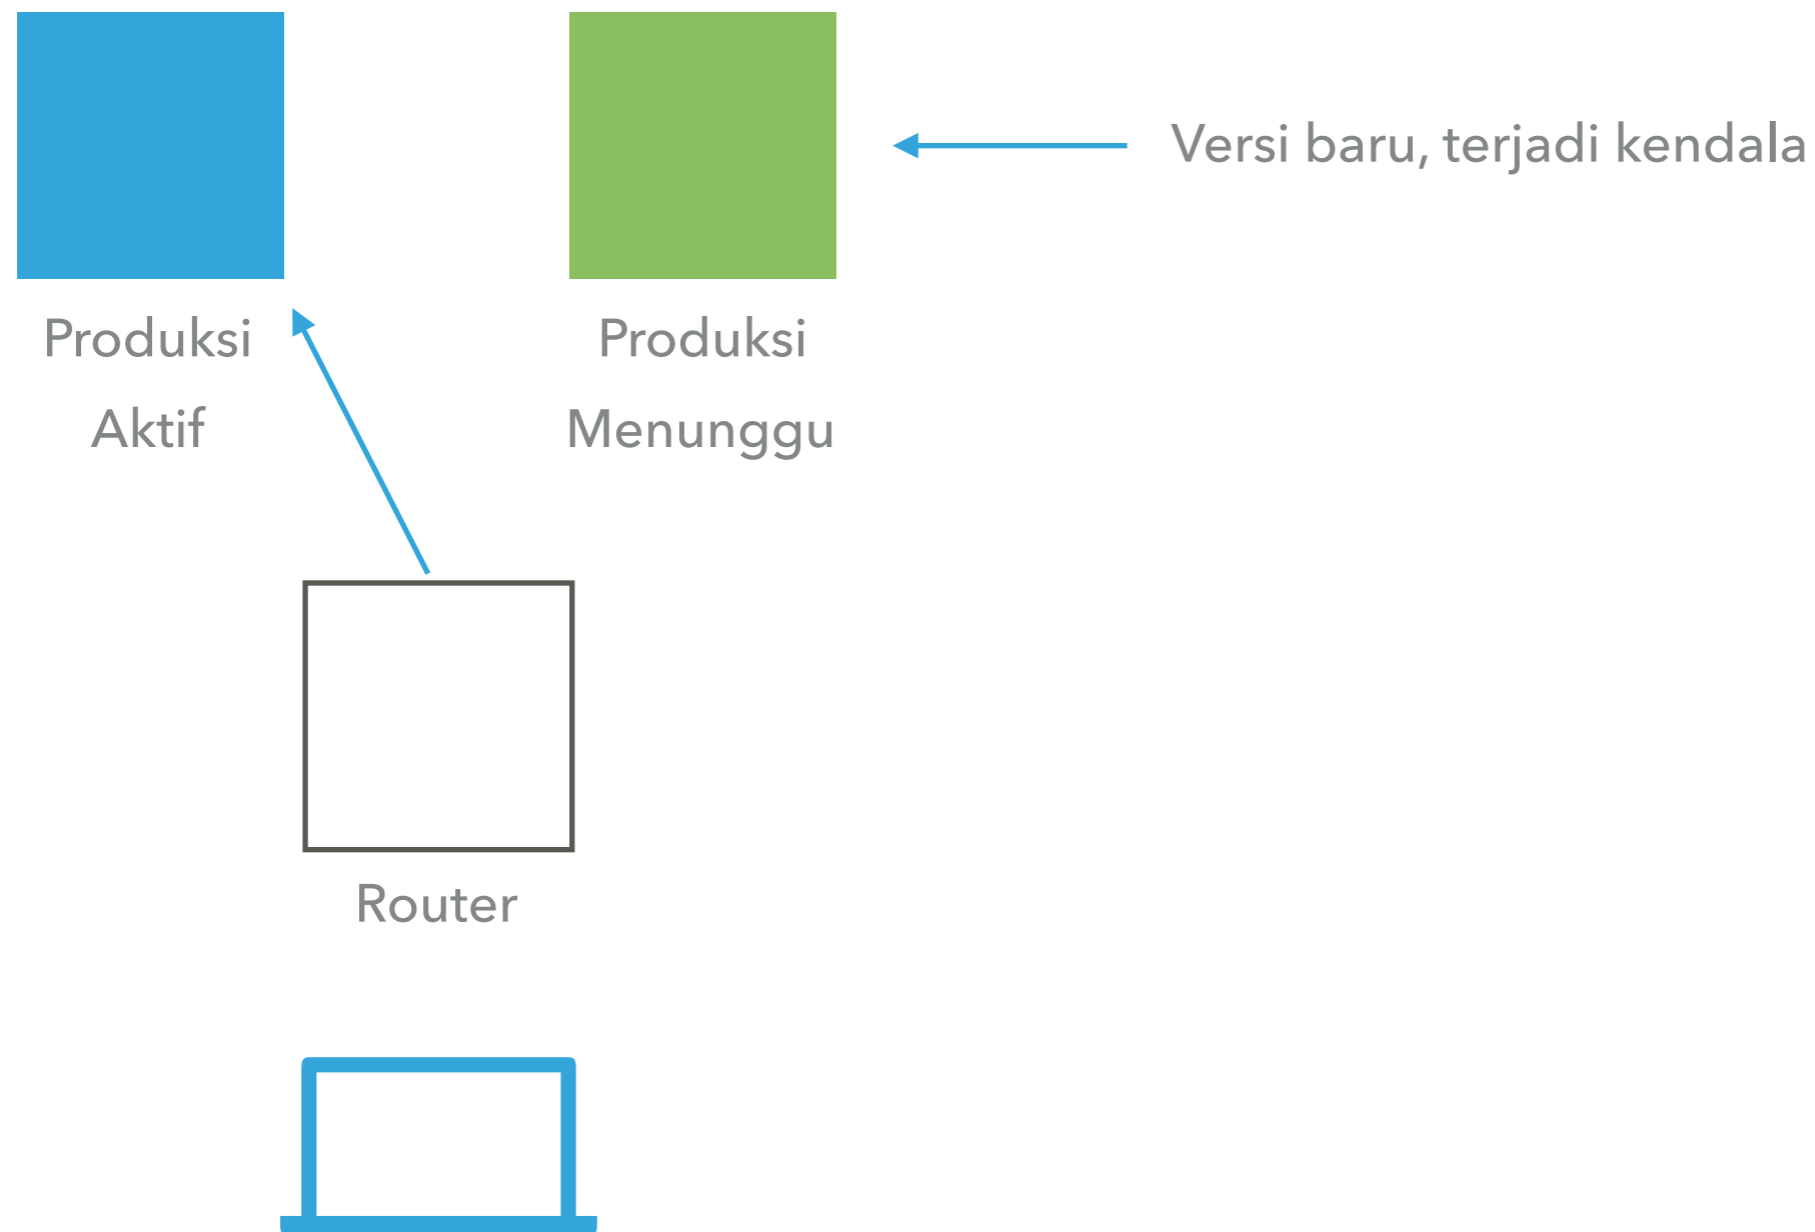 Versi baru, terjadi kendala
Produksi
Aktif
Produksi
Menunggu
Router